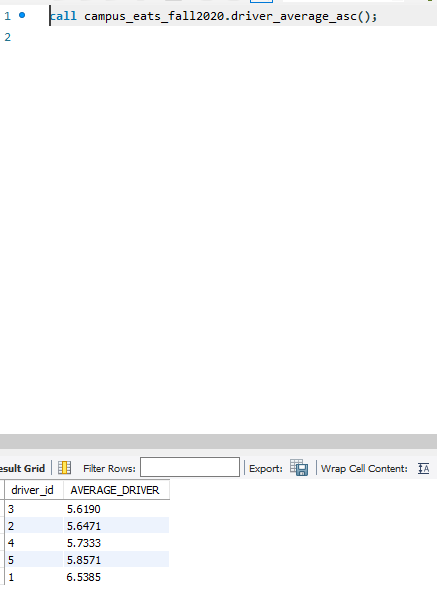 1 call campus_eats_fall2020.driver_average_asc();
2
esult Grid Filter Rows: Export: Wrap Cell Content: IA
driver_id AVERAGE_DRIVER
3 5.6190
2 5.6471
4 5.7333
5 5.8571
1 6.5385